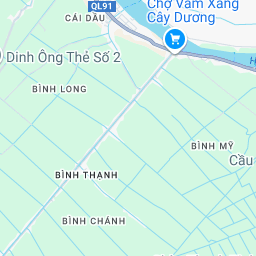 QL91
CÁI DẦU
Chợ Vàm Xáng
Cây Dương
Dinh Ông Thẻ Số 2
H
BÌNH LONG
BÌNH MỸ
Cầu
BÌNH THẠNH
BÌNH CHÁNH